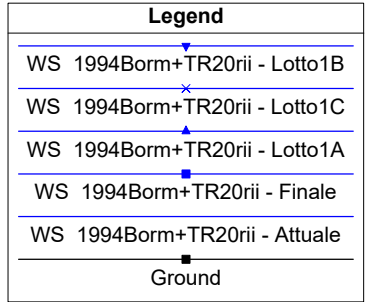 Legend
WS 1994Borm+TR20rii - Lotto1B
WS 1994Borm+TR20rii - Lotto1C
WS 1994Borm+TR20rii - Lotto1A
WS 1994Borm+TR20rii - Finale
WS 1994Borm+TR20rii - Attuale
Ground